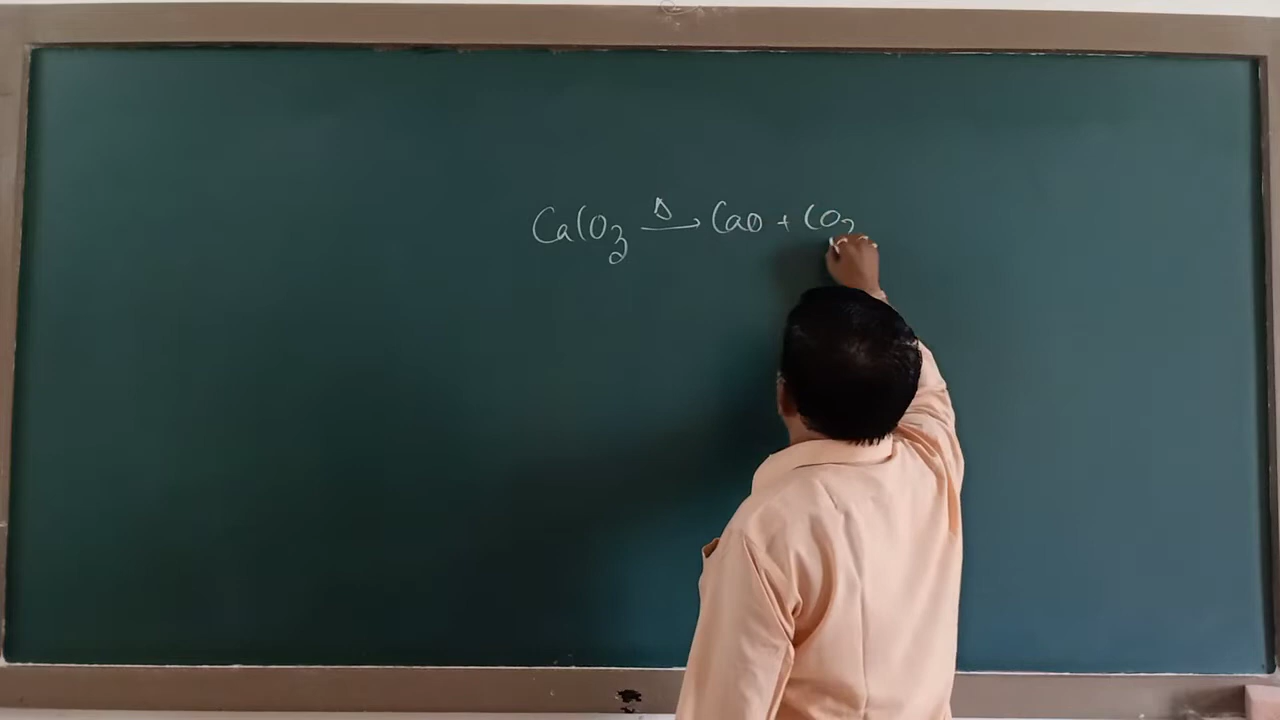 CaCO₃ —Δ→ CaO + CO₂